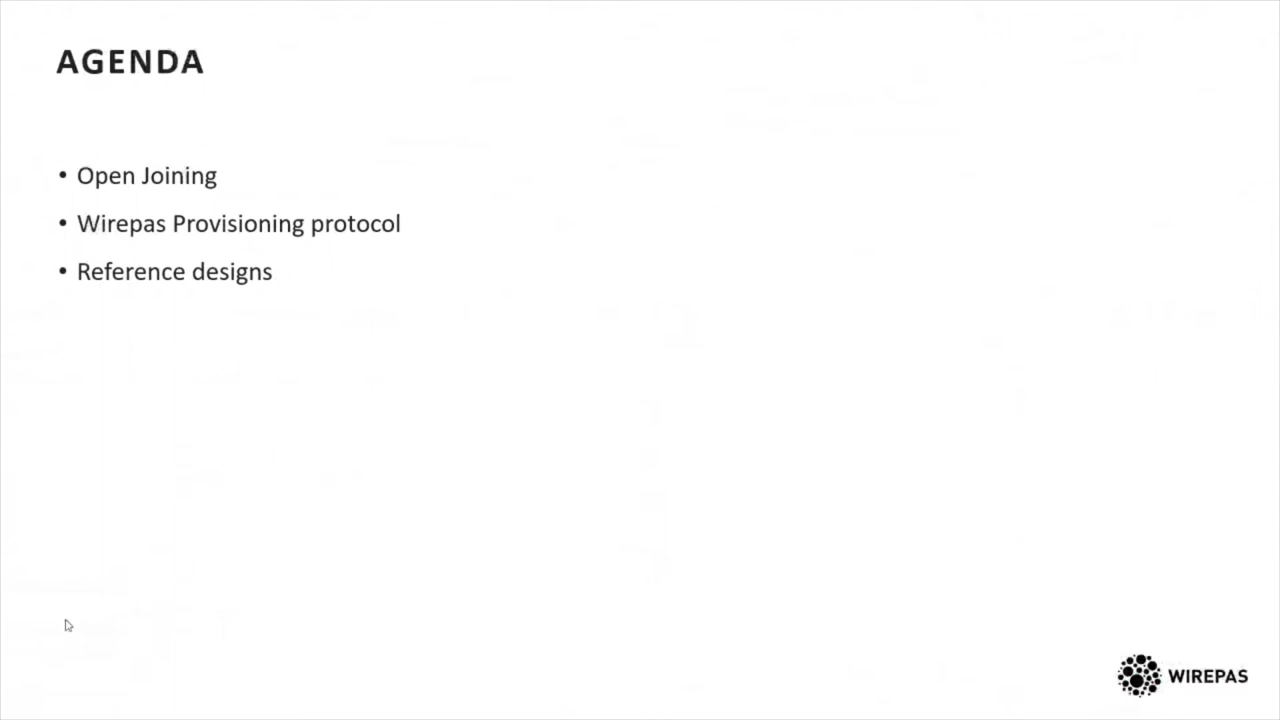 AGENDA
• Open Joining
• Wirepas Provisioning protocol
• Reference designs
WIREPAS